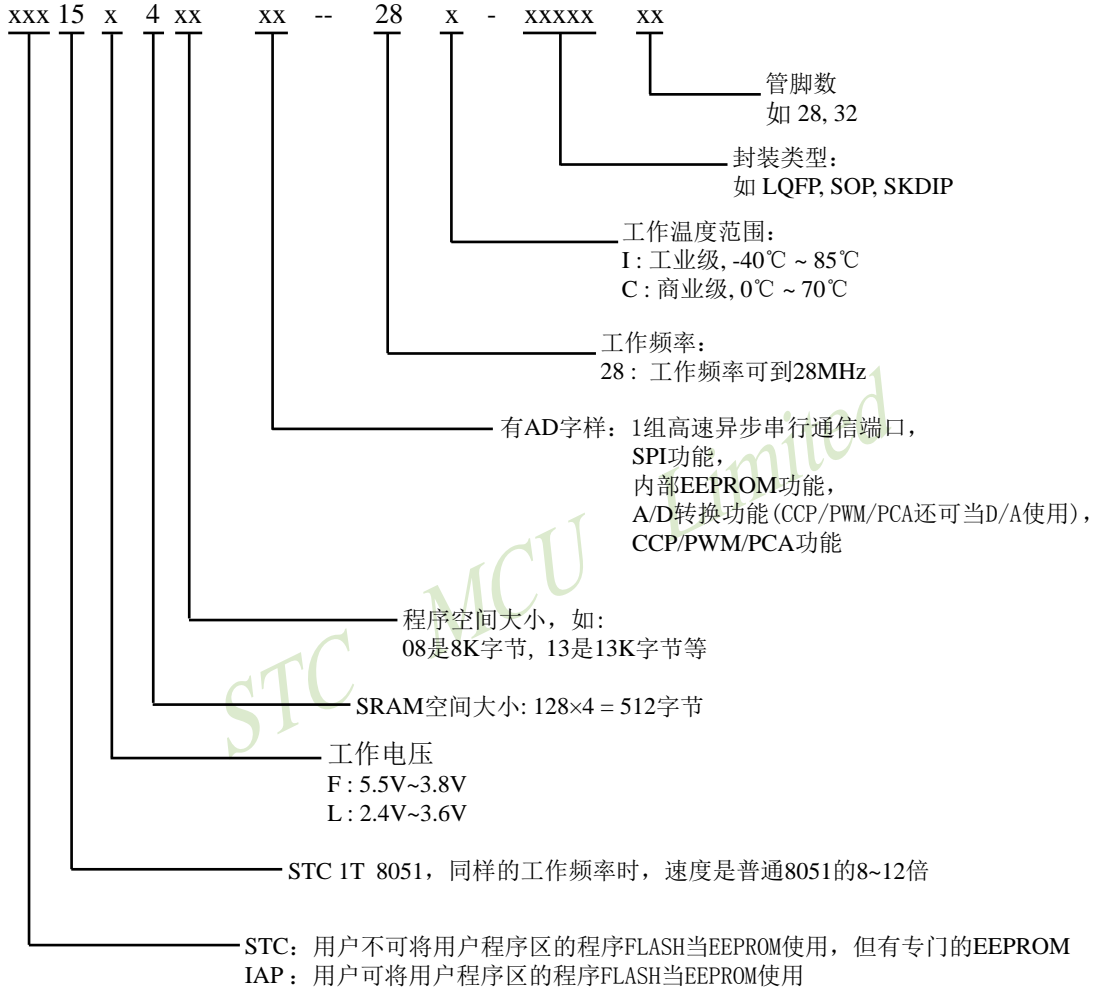 xxx 15 x 4 xx xx -- 28 x - xxxxx xx
管脚数
如 28, 32
封装类型：
如 LQFP, SOP, SKDIP
工作温度范围：
I : 工业级, -40℃ ~ 85℃
C : 商业级, 0℃ ~ 70℃
工作频率：
28 : 工作频率可到28MHz
有AD字样：1组高速异步串行通信端口，
SPI功能，
内部EEPROM功能，
A/D转换功能(CCP/PWM/PCA还可当D/A使用)，
CCP/PWM/PCA功能
程序空间大小，如：
08是8K字节, 13是13K字节等
SRAM空间大小: 128×4 = 512字节
工作电压
F : 5.5V~3.8V
L : 2.4V~3.6V
STC 1T 8051，同样的工作频率时，速度是普通8051的8~12倍
STC：用户不可将用户程序区的程序FLASH当EEPROM使用，但有专门的EEPROM
IAP：用户可将用户程序区的程序FLASH当EEPROM使用
STC MCU Limited